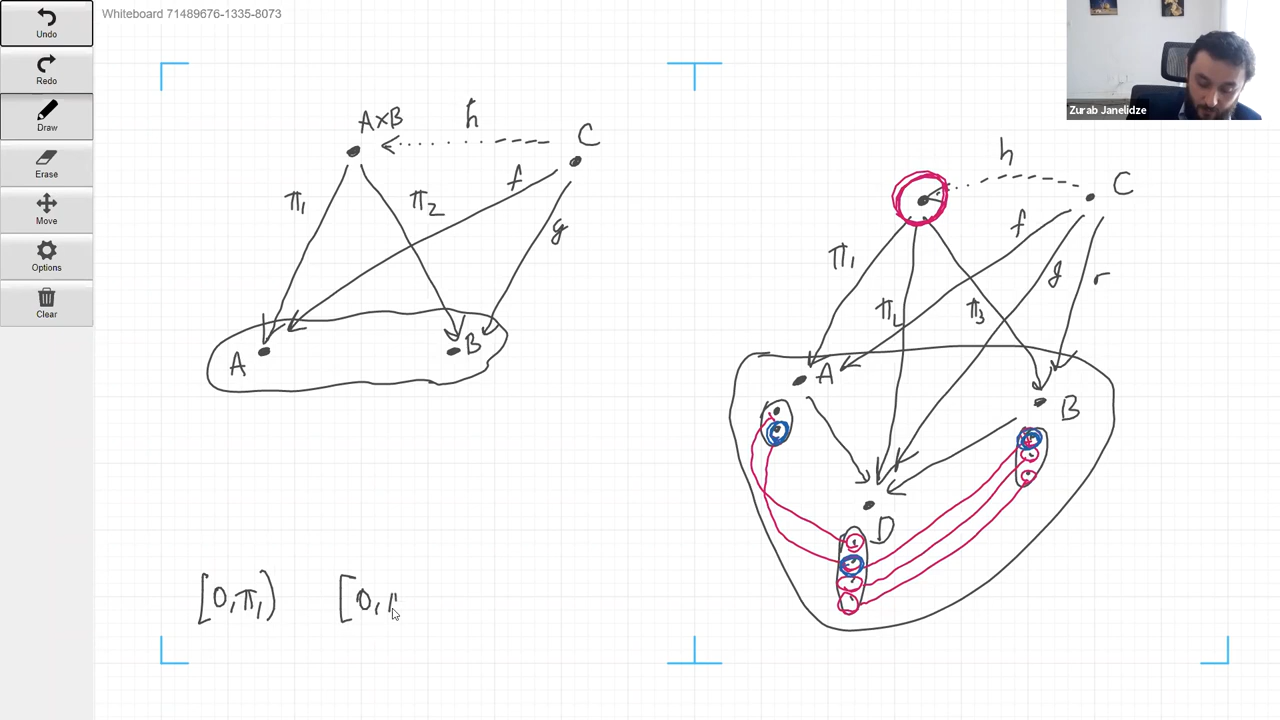 Whiteboard 71489676-1335-8073
Undo
Redo
Draw
Erase
Move
Options
Clear
Zurab Janelidze
A×B
h
C
π₁
π₂
f
g
A
B
[0,π₁)
[0,
h
C
π₁
π₂
π₃
f
g
r
A
B
D